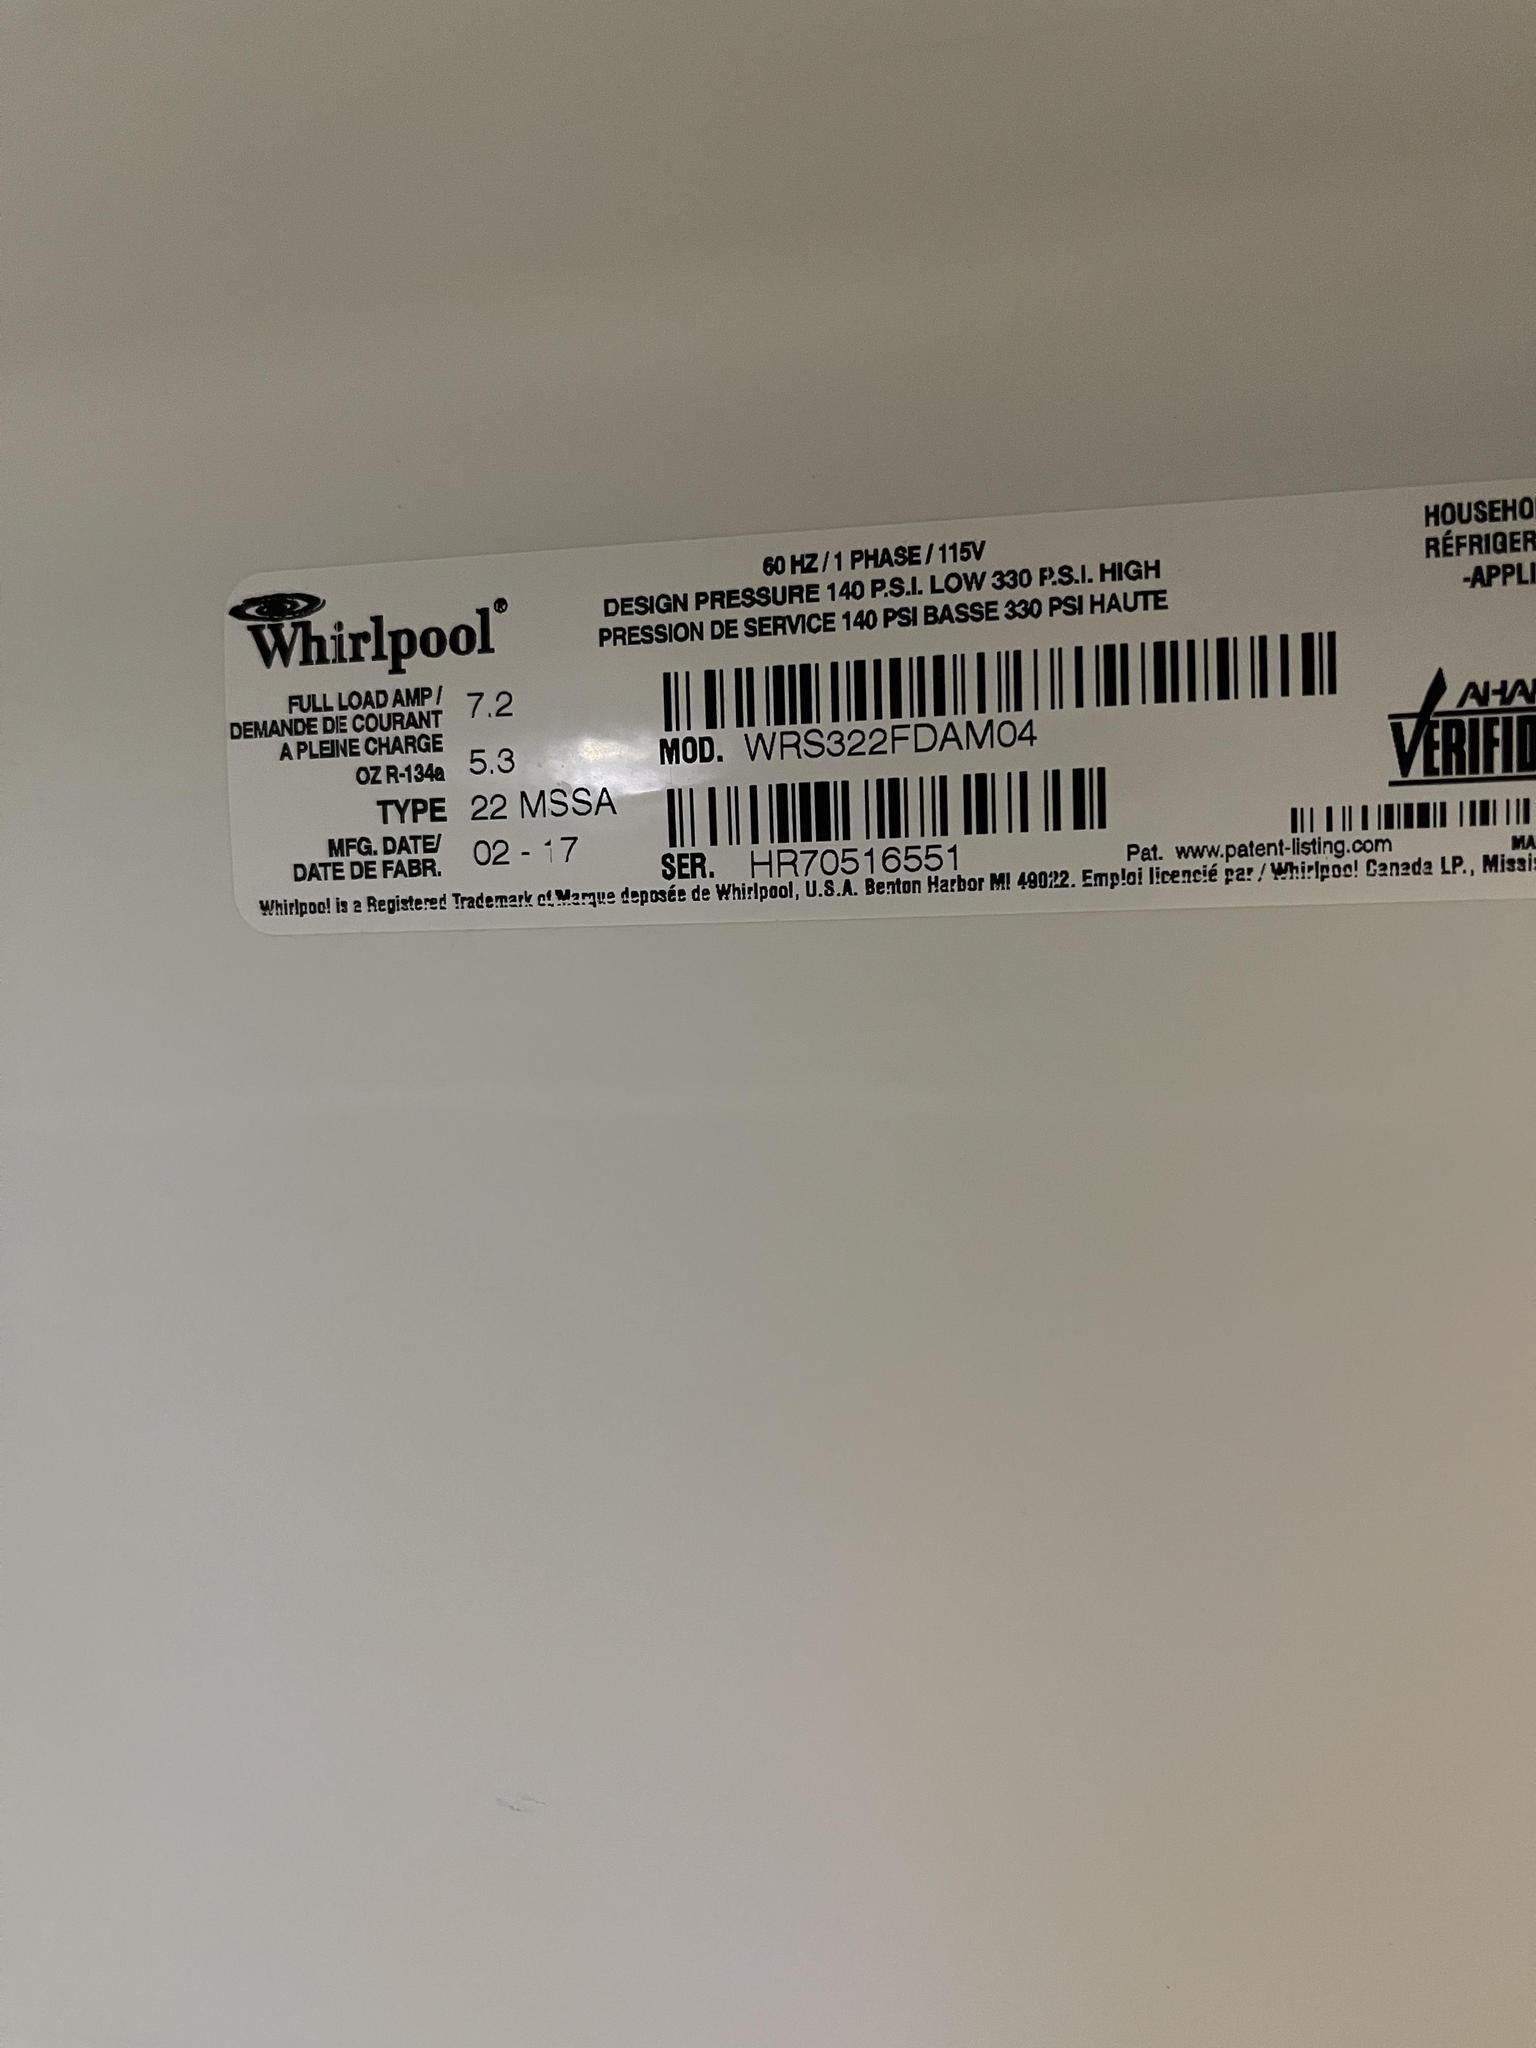 Whirlpool®
60 HZ / 1 PHASE / 115V
DESIGN PRESSURE 140 P.S.I. LOW 330 P.S.I. HIGH
PRESSION DE SERVICE 140 PSI BASSE 330 PSI HAUTE
HOUSEHO
RÉFRIGER
-APPLI
FULL LOAD AMP / 7.2
DEMANDE DE COURANT
A PLEINE CHARGE
OZ R-134a 5.3
TYPE 22 MSSA
MFG. DATE/ 02 - 17
DATE DE FABR.
MOD. WRS322FDAM04
SER. HR70516551
AHA
VERIFI
Pat. www.patent-listing.com
MA
Whirlpool is a Registered Trademark of/Marque deposée de Whirlpool, U.S.A. Benton Harbor MI 49022. Emploi licencié par / Whirlpool Canada LP., Missi